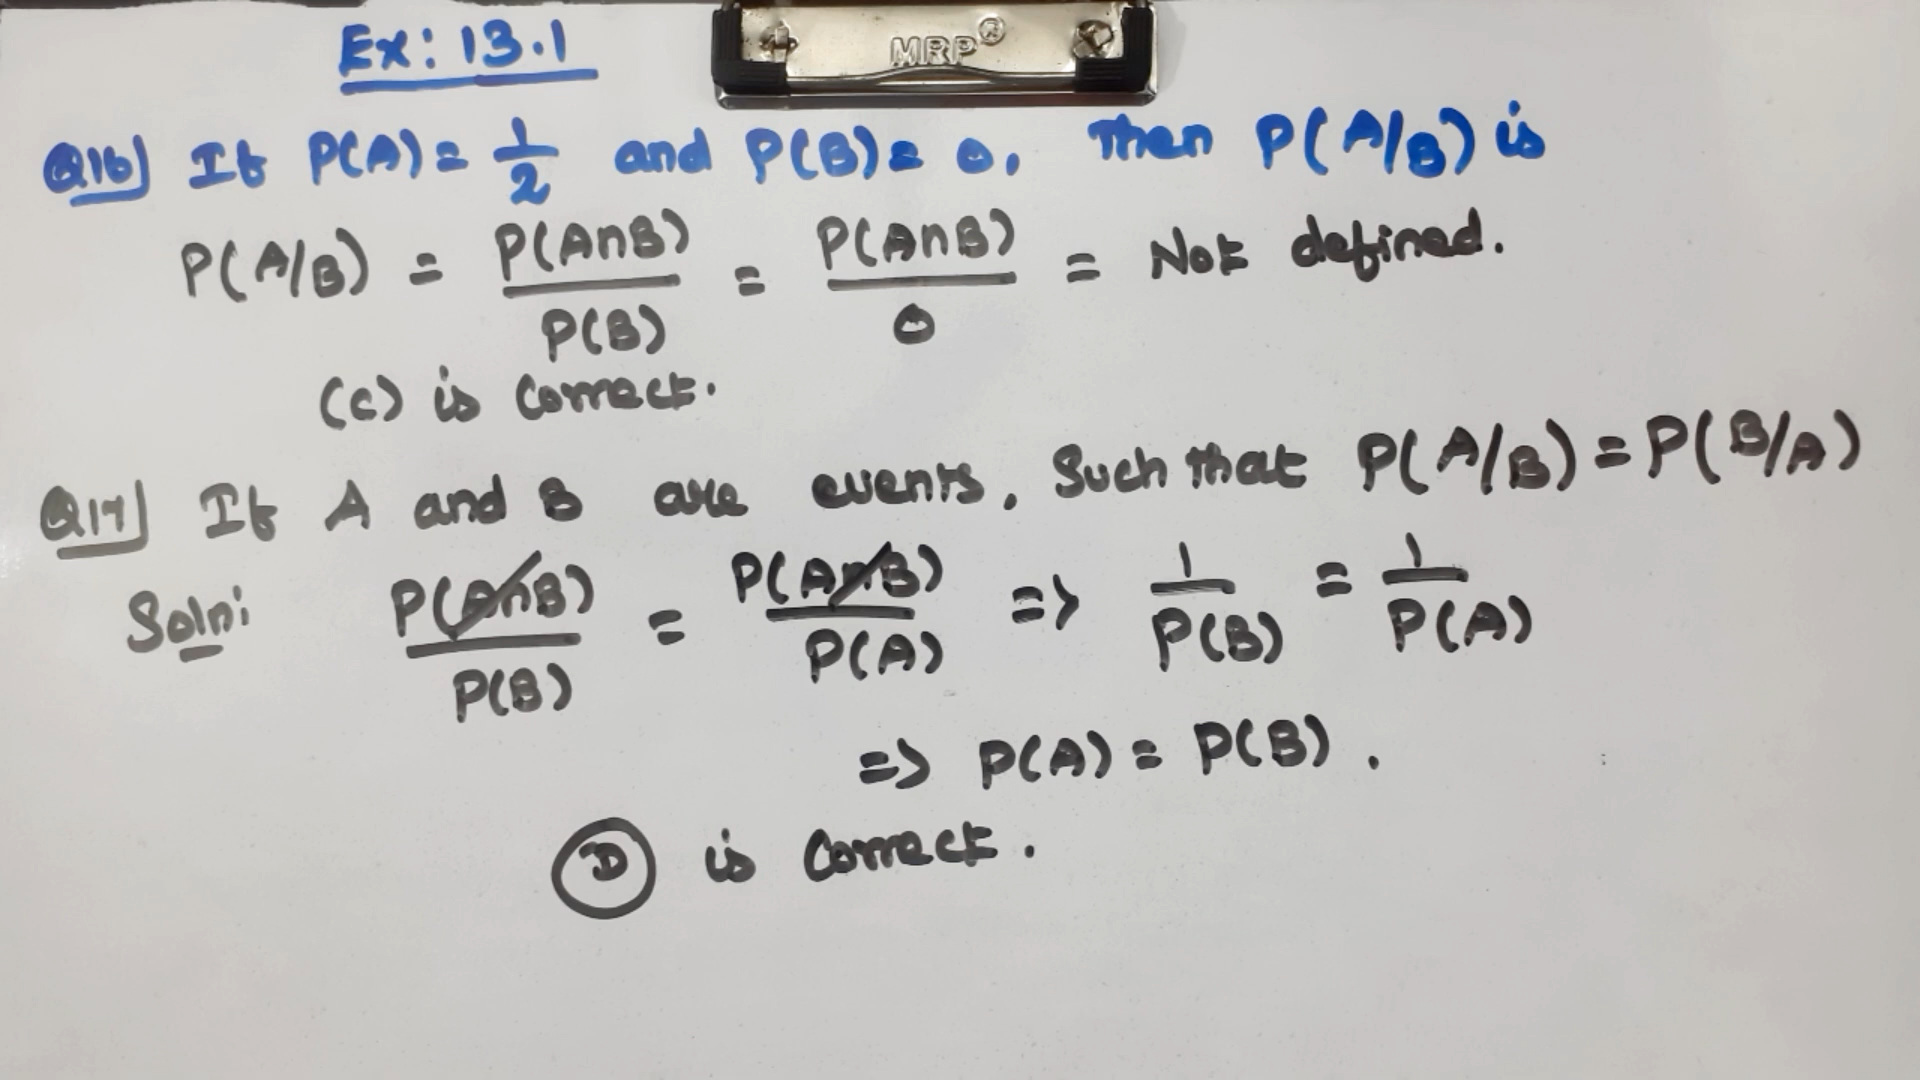 Ex: 13.1
MRP®
Q16] If P(A) = 1/2 and P(B) = 0, Then P(A/B) is
P(A/B) = P(A∩B)/P(B) = P(A∩B)/0 = Not defined.
(C) is Correct.
Q17] If A and B are events, Such that P(A/B) = P(B/A)
Soln: P(A∩B)/P(B) = P(A∩B)/P(A) => 1/P(B) = 1/P(A)
=> P(A) = P(B).
D is Correct.